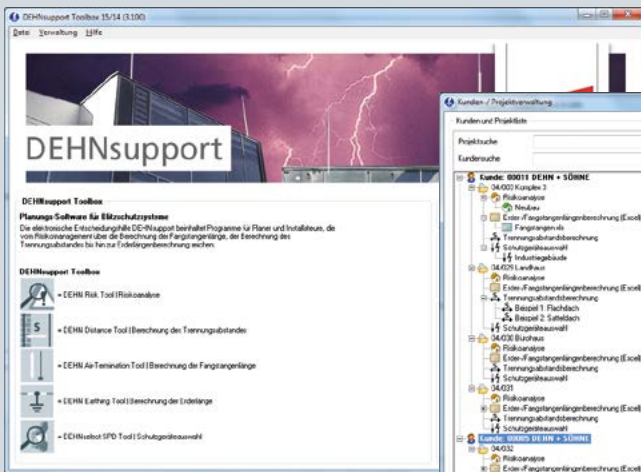 DEHNsupport Toolbox 15/14 (3.100)
Datei Verwaltung Hilfe
DEHNsupport
DEHNsupport Toolbox
Planungs-Software für Blitzschutzsysteme
Die elektronische Entscheidungshilfe DEHNsupport beinhaltet Programme für Planer und Installateure, die
vom Risikomanagement über die Berechnung der Fangstangenlänge, der Berechnung des
Trennungsabstandes bis hin zur Erderlängenberechnung reichen.
DEHNsupport Toolbox
= DEHN Risk Tool | Risikoanalyse
= DEHN Distance Tool | Berechnung des Trennungsabstandes
= DEHN Air-Termination Tool | Berechnung der Fangstangenlänge
= DEHN Earthing Tool | Berechnung der Erderlänge
= DEHNselect SPD Tool | Schutzgeräteauswahl
Kunden- / Projektverwaltung
Kunden und Projektliste
Projektsuche
Kundensuche
Kunde: 00011 DEHN + SÖHNE
04/003 Komplex 3
Risikoanalyse
Neubau
Erder-/Fangstangenlängenberechnung (Excel)
Fangstangen.xls
Trennungsabstandsberechnung
Schutzgeräteauswahl
Industriegebäude
04/029 Landhaus
Risikoanalyse
Erder-/Fangstangenlängenberechnung (Excel)
Trennungsabstandsberechnung
Beispiel 1: Flachdach
Beispiel 2: Satteldach
Schutzgeräteauswahl
04/030 Bürohaus
Risikoanalyse
Erder-/Fangstangenlängenberechnung (Excel)
Trennungsabstandsberechnung
Schutzgeräteauswahl
04/031
Risikoanalyse
Erder-/Fangstangenlängenberechnung (Excel)
Trennungsabstandsberechnung
Schutzgeräteauswahl
Kunde: 00005 DEHN + SÖHNE
04/032
Risikoanalyse
Erder-/Fangstangenlängenberechnung (Excel)